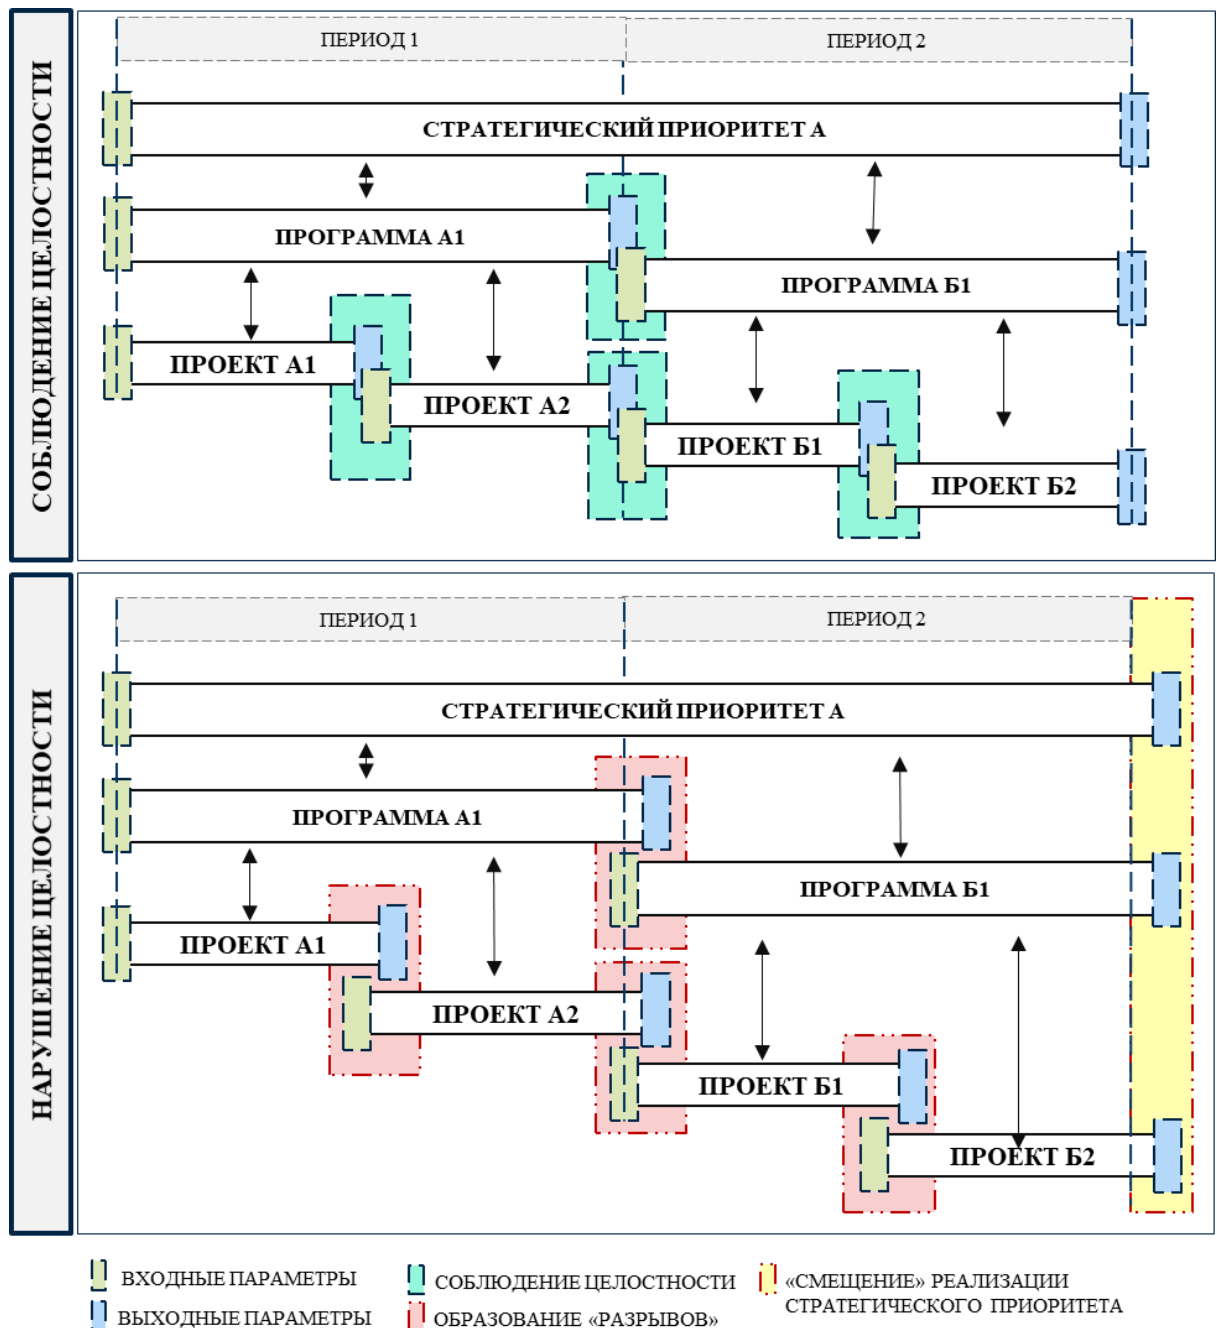 СОБЛЮДЕНИЕ ЦЕЛОСТНОСТИ
ПЕРИОД 1
ПЕРИОД 2
СТРАТЕГИЧЕСКИЙ ПРИОРИТЕТ А
ПРОГРАММА А1
ПРОГРАММА Б1
ПРОЕКТ А1
ПРОЕКТ А2
ПРОЕКТ Б1
ПРОЕКТ Б2
НАРУШЕНИЕ ЦЕЛОСТНОСТИ
ПЕРИОД 1
ПЕРИОД 2
СТРАТЕГИЧЕСКИЙ ПРИОРИТЕТ А
ПРОГРАММА А1
ПРОГРАММА Б1
ПРОЕКТ А1
ПРОЕКТ А2
ПРОЕКТ Б1
ПРОЕКТ Б2
ВХОДНЫЕ ПАРАМЕТРЫ
ВЫХОДНЫЕ ПАРАМЕТРЫ
СОБЛЮДЕНИЕ ЦЕЛОСТНОСТИ
ОБРАЗОВАНИЕ «РАЗРЫВОВ»
«СМЕЩЕНИЕ» РЕАЛИЗАЦИИ
СТРАТЕГИЧЕСКОГО ПРИОРИТЕТА